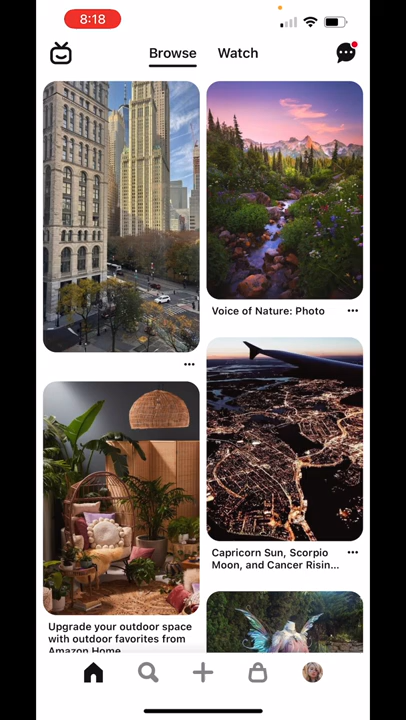 8:18
Browse
Watch
Voice of Nature: Photo
Capricorn Sun, Scorpio
Moon, and Cancer Risin...
Upgrade your outdoor space
with outdoor favorites from
Amazon Home